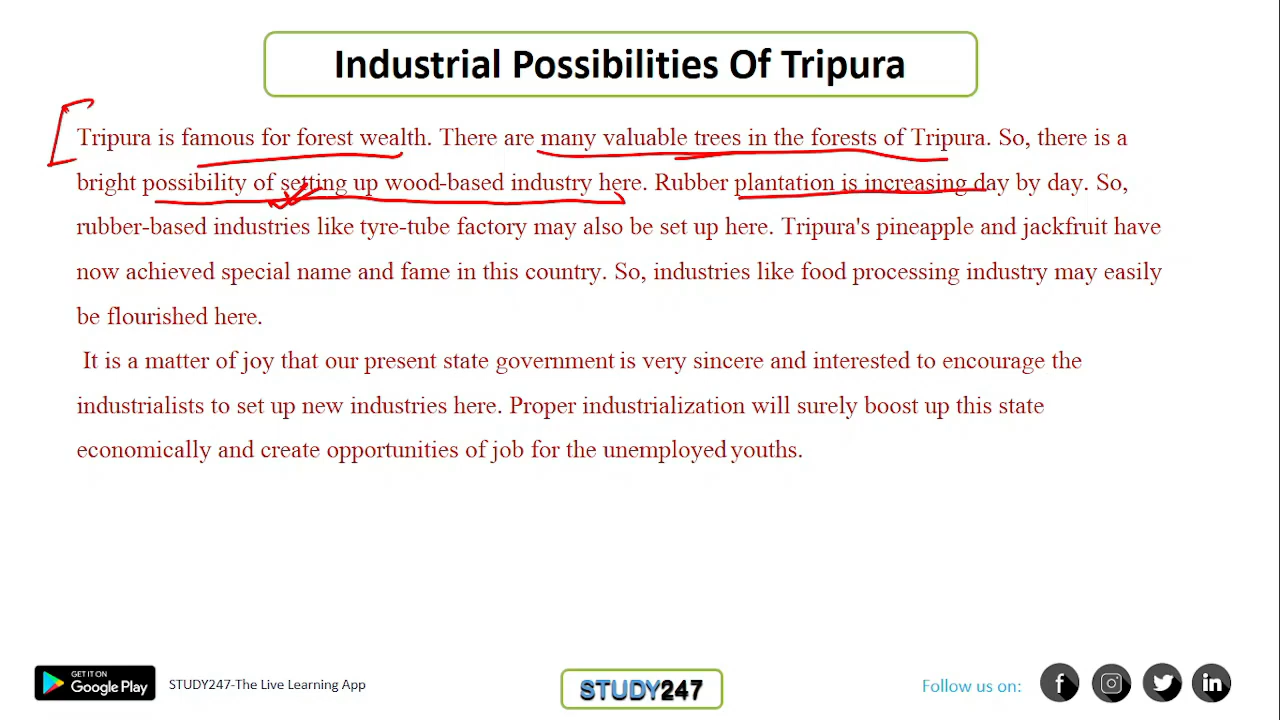 Industrial Possibilities Of Tripura
Tripura is famous for forest wealth. There are many valuable trees in the forests of Tripura. So, there is a
bright possibility of setting up wood-based industry here. Rubber plantation is increasing day by day. So,
rubber-based industries like tyre-tube factory may also be set up here. Tripura's pineapple and jackfruit have
now achieved special name and fame in this country. So, industries like food processing industry may easily
be flourished here.
It is a matter of joy that our present state government is very sincere and interested to encourage the
industrialists to set up new industries here. Proper industrialization will surely boost up this state
economically and create opportunities of job for the unemployed youths.
GET IT ON
Google Play
STUDY247-The Live Learning App
STUDY247
Follow us on: